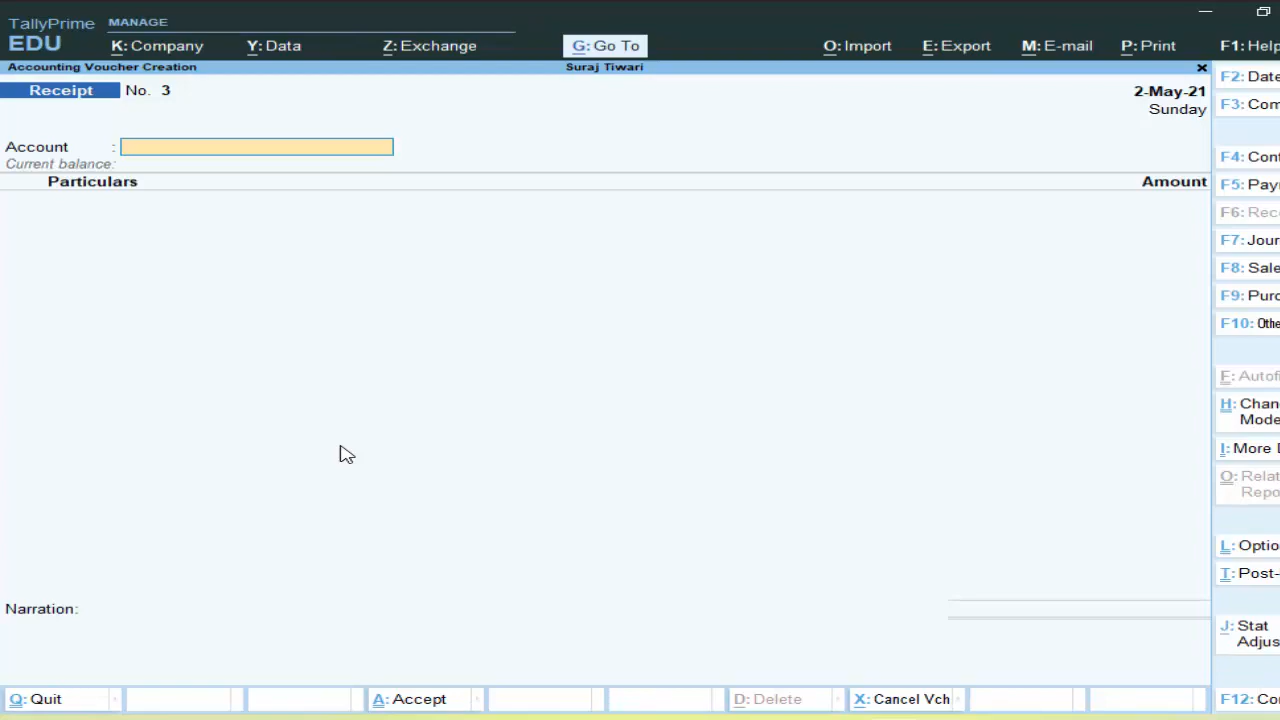 TallyPrime MANAGE
EDU K: Company Y: Data Z: Exchange G: Go To O: Import E: Export M: E-mail P: Print F1: Help
Accounting Voucher Creation Suraj Tiwari x
Receipt No. 3 2-May-21
Sunday
Account :
Current balance:
Particulars Amount
Narration:
Q: Quit A: Accept D: Delete X: Cancel Vch
F2: Date
F3: Com
F4: Cont
F5: Pay
F6: Rec
F7: Jour
F8: Sale
F9: Purc
F10: Othe
F: Autofi
H: Chan
Mode
I: More
O: Relat
Repo
L: Optio
T: Post-
J: Stat
Adjus
F12: Co